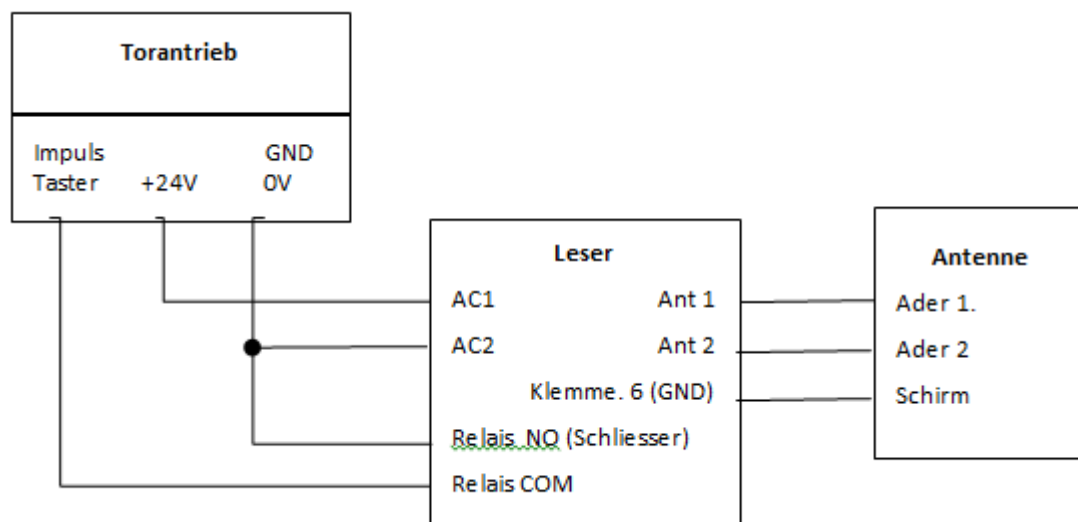 Torantrieb
Impuls GND
Taster +24V 0V
Leser
Antenne
AC1 Ant 1 Ader 1.
AC2 Ant 2 Ader 2
Klemme. 6 (GND) Schirm
Relais NO (Schliesser)
Relais COM